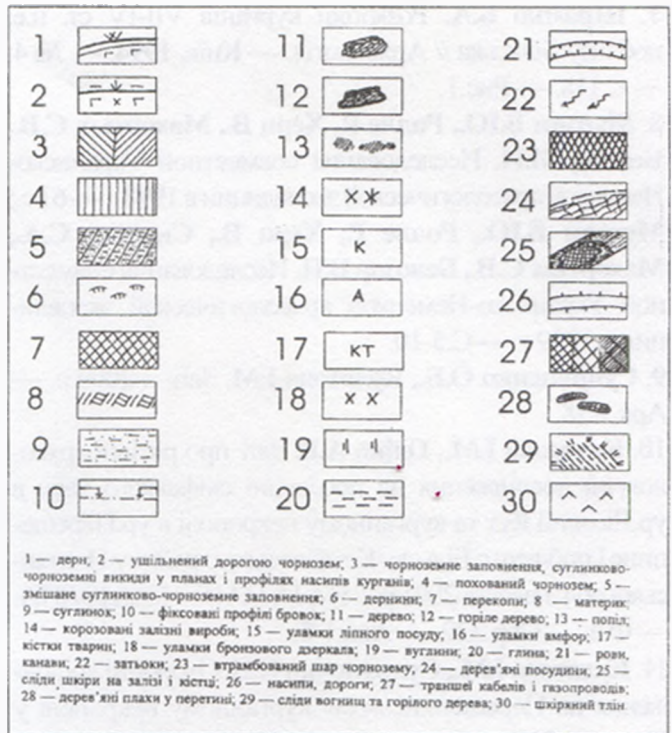 1 11 21
2 12 22
3 13 23
4 14 24
5 15 К 25
6 16 А 26
7 17 КТ 27
8 18 x x 28
9 19 29
10 20 30
1 — дерн, 2 — ущільнений дорогою чорнозем; 3 — чорноземне заповнення,
чорноземні викиди у планах і профілях насипів курганів; 4 — похований чорнозем; 5 —
змішане суглинково-чорноземне заповнення; 6 — дернини; 7 — перекопи; 8 — материк;
9 — суглинок; 10 — фіксовані профілі бровок; 11 — дерево; 12 — горіле дерево; 13 — попіл;
14 — корозовані залізні вироби; 15 — уламки ліпного посуду; 16 — уламки амфор; 17 —
кістки тварин; 18 — уламки бронзового дзеркала; 19 — вуглини; 20 — глина; 21 — рови,
канави; 22 — затьоки; 23 — втрамбований шар чорнозему; 24 — дерев'яні посудини; 25 —
сліди шкіри на залізі і кістці; 26 — насипи, дороги; 27 — траншеї кабелів і газопроводів;
28 — дерев'яні плахи у перетині; 29 — сліди вогнищ та горілого дерева; 30 — шкіряний тлін